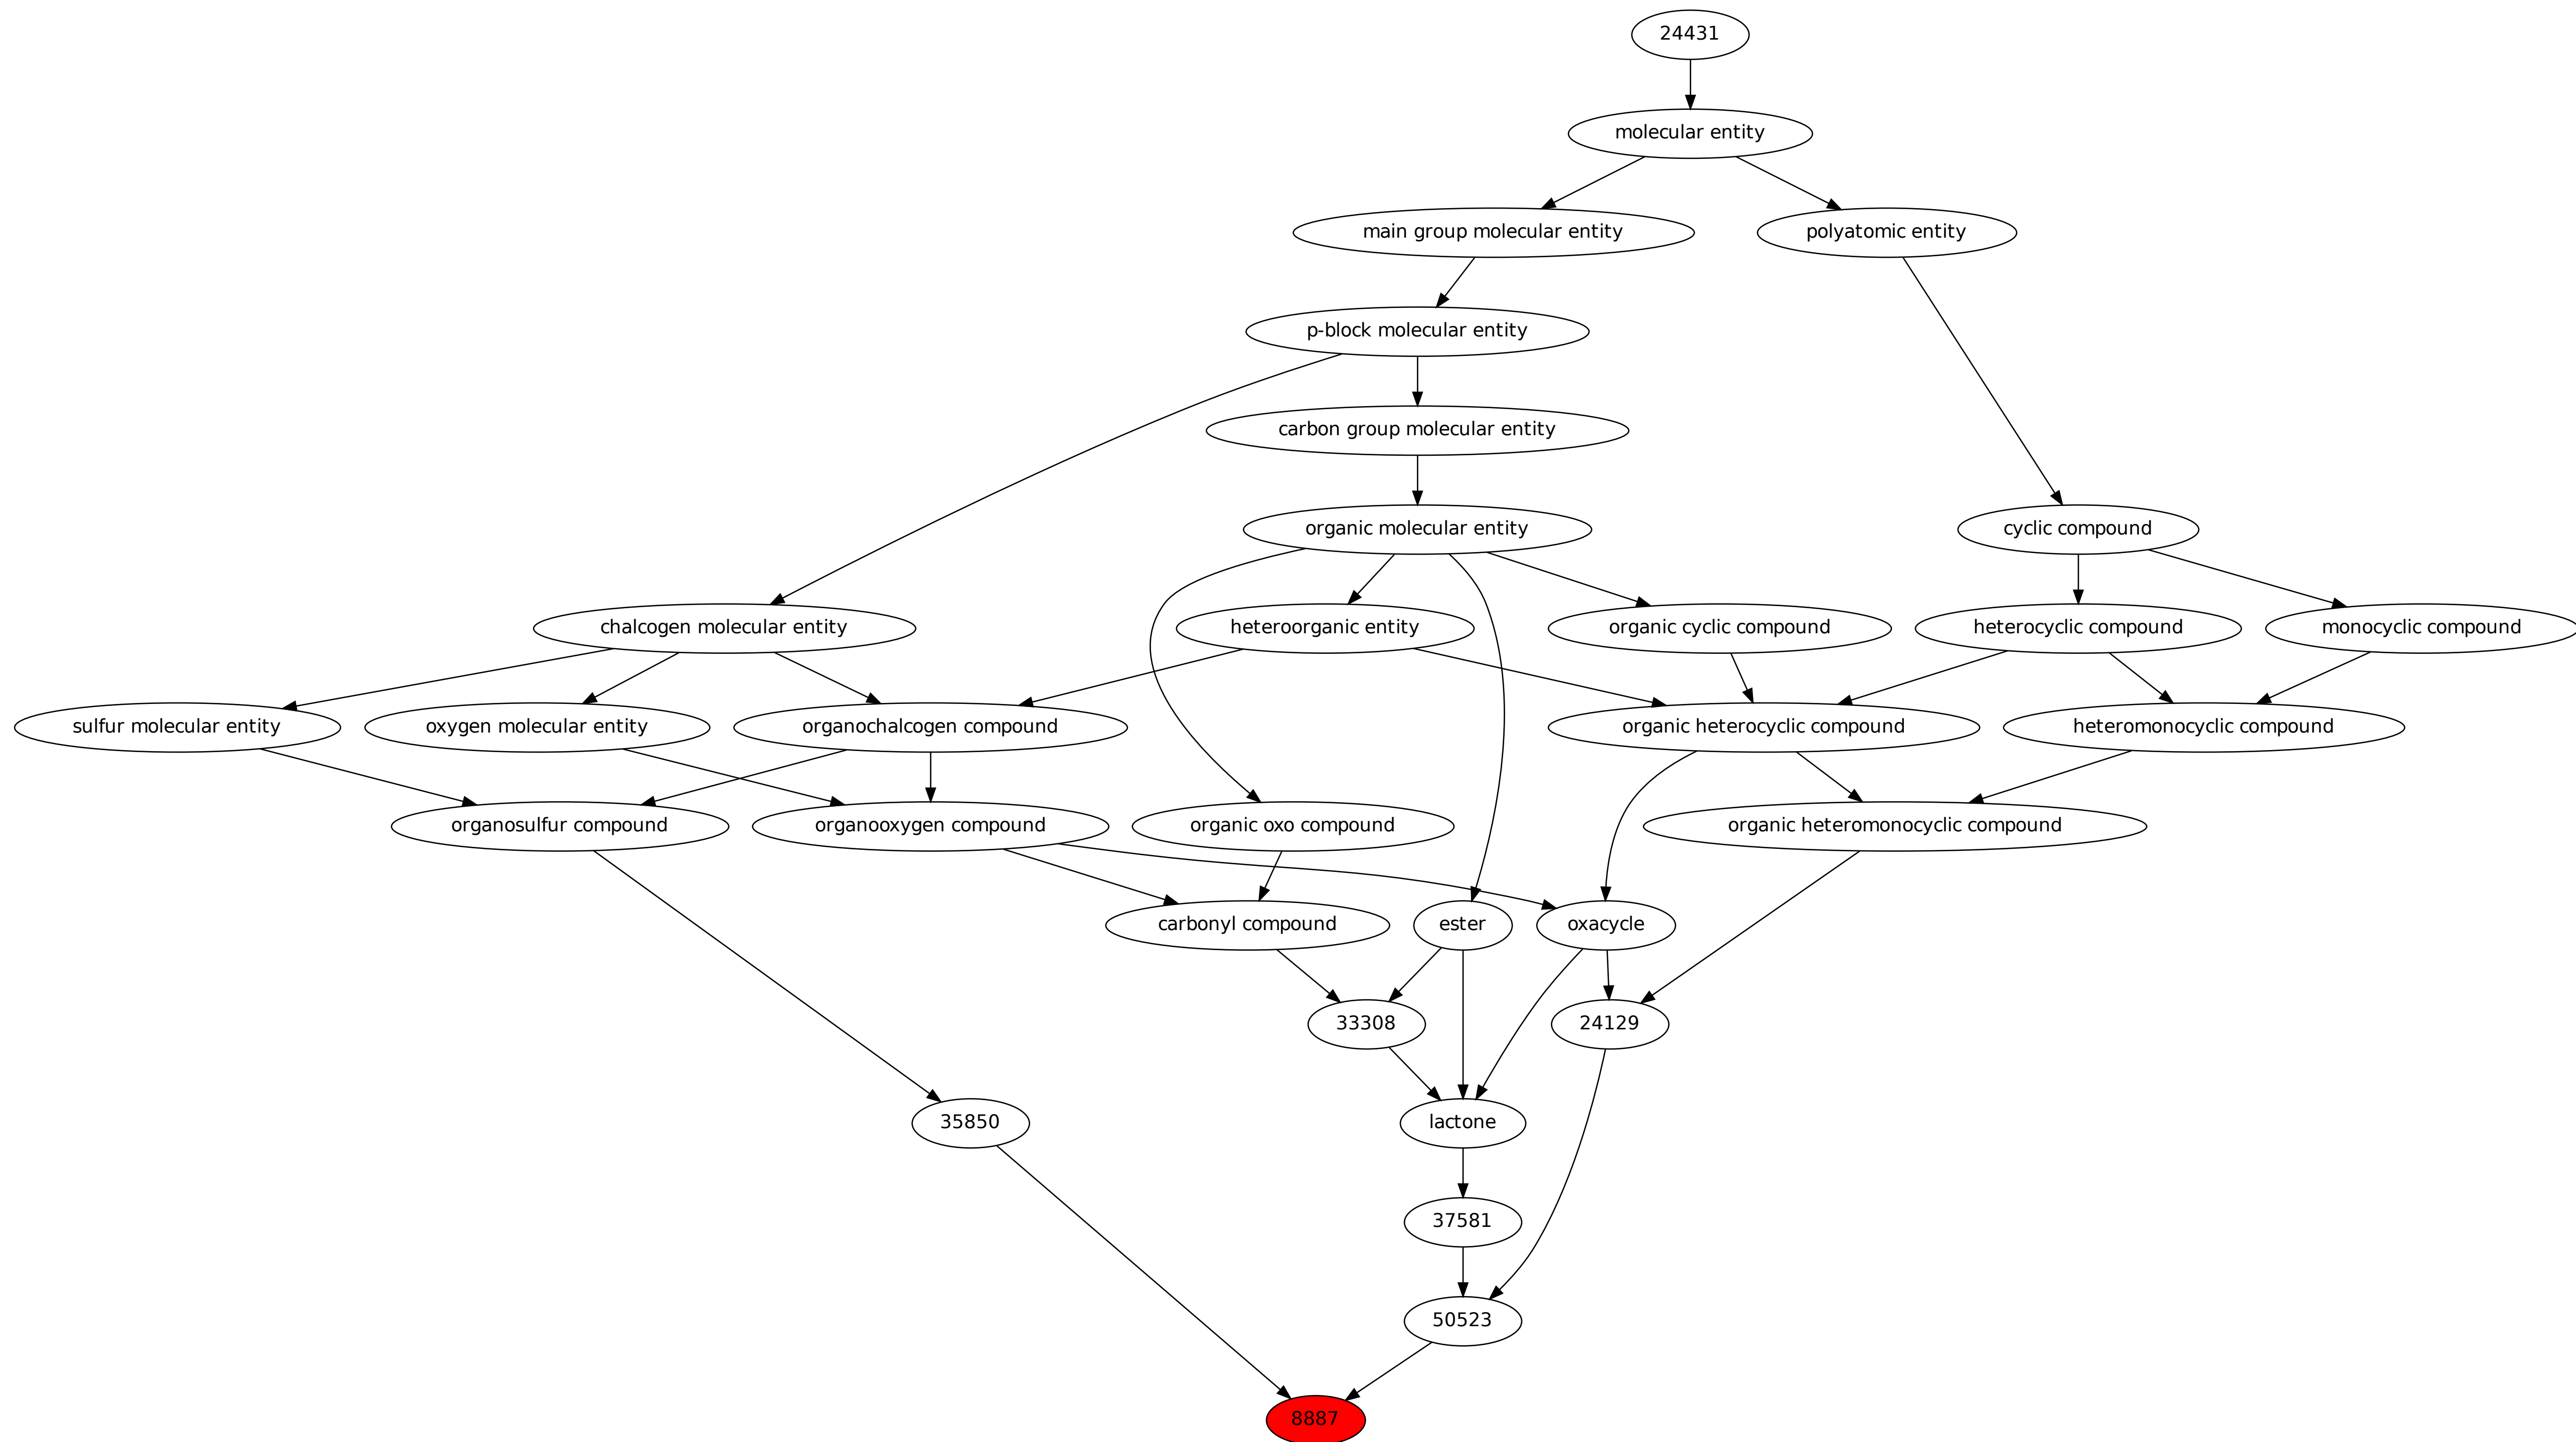 24431
molecular entity
main group molecular entity
polyatomic entity
p-block molecular entity
carbon group molecular entity
organic molecular entity
cyclic compound
chalcogen molecular entity
heteroorganic entity
organic cyclic compound
heterocyclic compound
monocyclic compound
sulfur molecular entity
oxygen molecular entity
organochalcogen compound
organic heterocyclic compound
heteromonocyclic compound
organosulfur compound
organooxygen compound
organic oxo compound
organic heteromonocyclic compound
carbonyl compound
ester
oxacycle
33308
24129
35850
lactone
37581
50523
8887